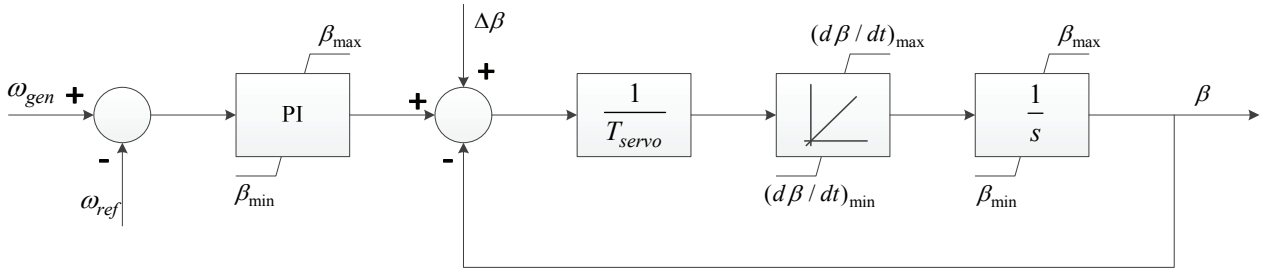 ω_gen
+
-
ω_ref
β_max
PI
β_min
Δβ
+
+
-
1
T_servo
(dβ/dt)_max
(dβ/dt)_min
β_max
1
s
β_min
β